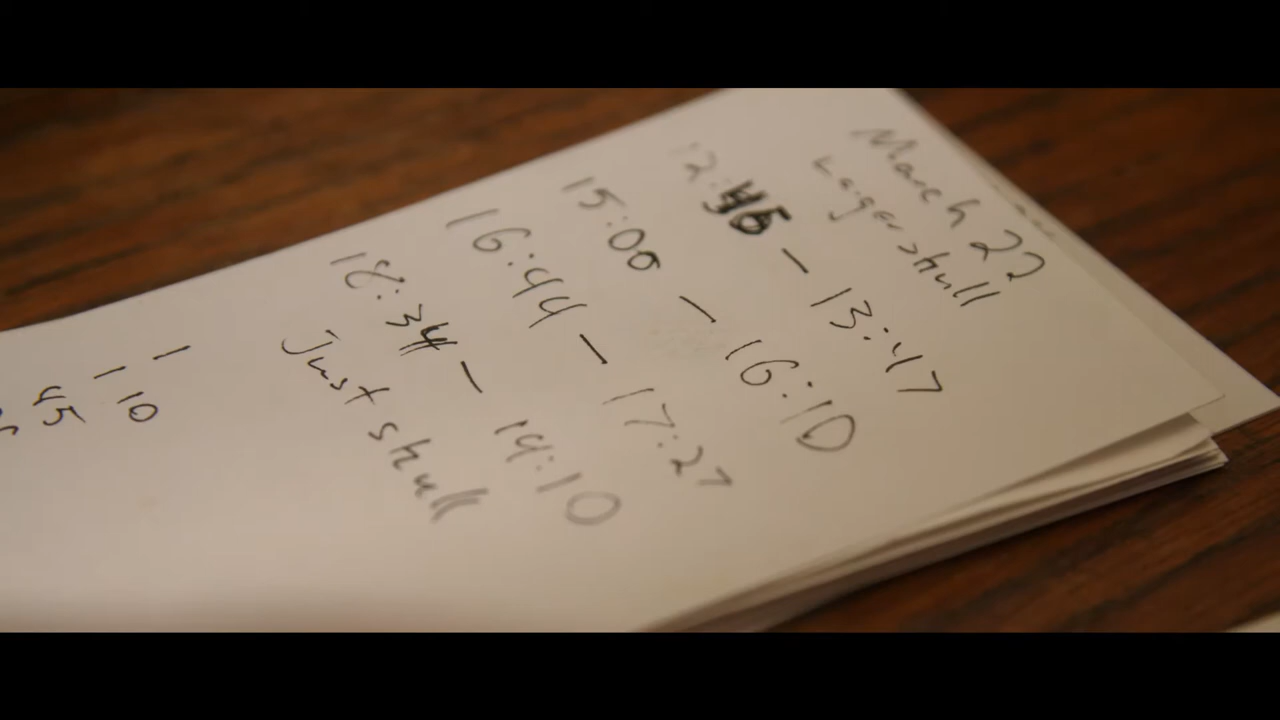 March 22
skull
12:45 - 13:47
15:00 - 16:10
16:44 - 17:27
18:34 - 19:10
Just skull
1
1 10
45